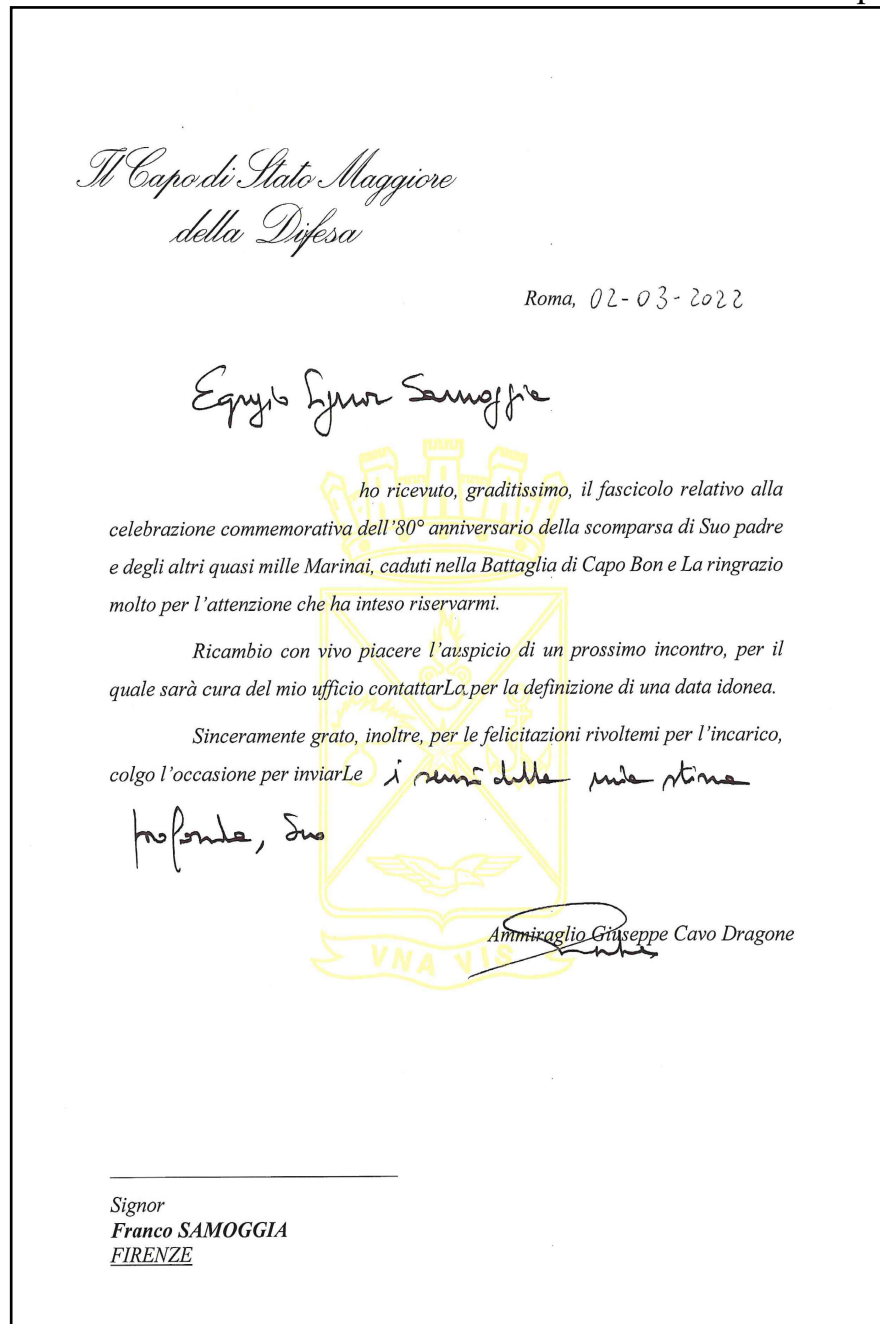 Il Capo di Stato Maggiore
della Difesa
Roma, 02-03-2022
Egregio Signor Samoggia
ho ricevuto, graditissimo, il fascicolo relativo alla
celebrazione commemorativa dell'80° anniversario della scomparsa di Suo padre
e degli altri quasi mille Marinai, caduti nella Battaglia di Capo Bon e La ringrazio
molto per l'attenzione che ha inteso riservarmi.
Ricambio con vivo piacere l'auspicio di un prossimo incontro, per il
quale sarà cura del mio ufficio contattarLa per la definizione di una data idonea.
Sinceramente grato, inoltre, per le felicitazioni rivoltemi per l'incarico,
colgo l'occasione per inviarLe i sensi della mia stima
profonda, Suo
Ammiraglio Giuseppe Cavo Dragone
VNA VIS
Signor
Franco SAMOGGIA
FIRENZE